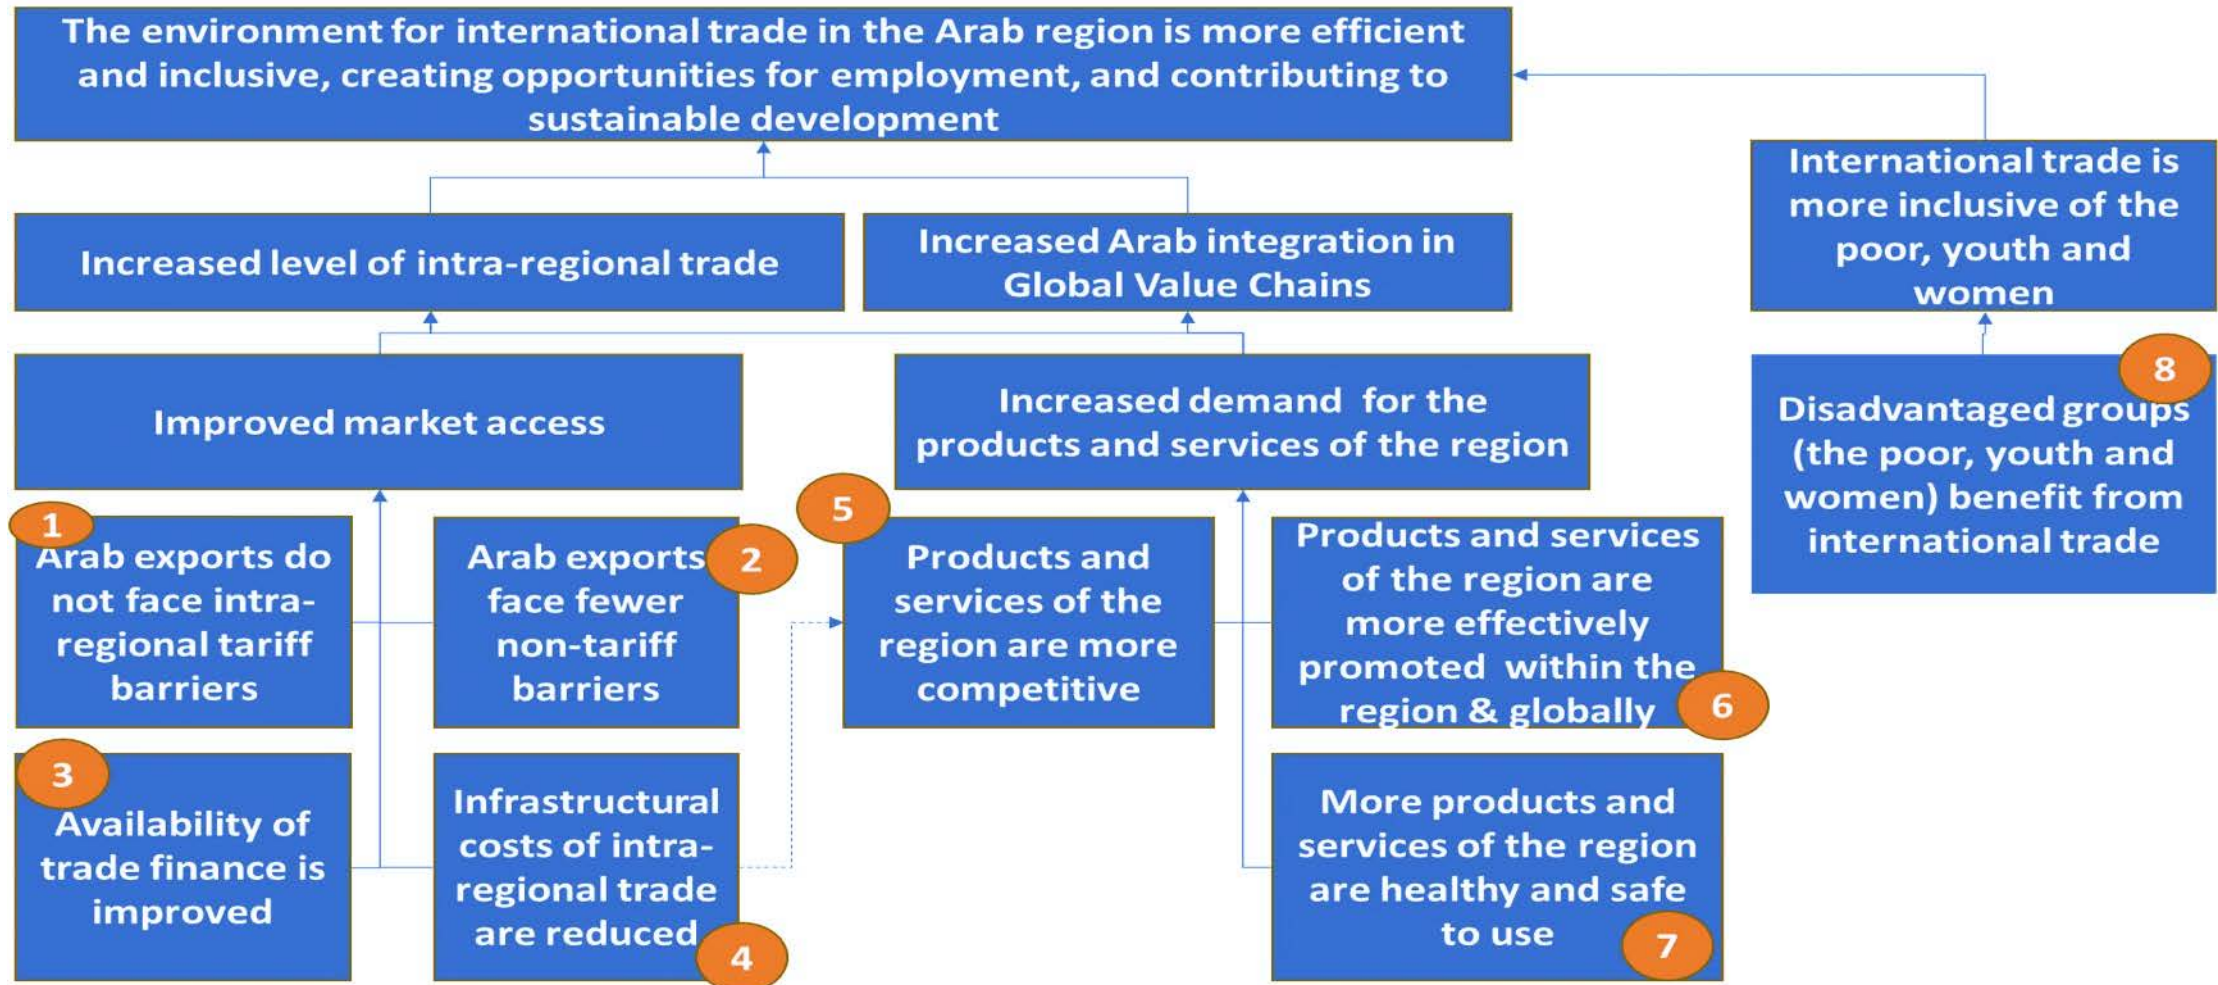 The environment for international trade in the Arab region is more efficient
and inclusive, creating opportunities for employment, and contributing to
sustainable development
International trade is
more inclusive of the
poor, youth and
women
Increased level of intra-regional trade
Increased Arab integration in
Global Value Chains
Improved market access
Increased demand for the
products and services of the region
8
Disadvantaged groups
(the poor, youth and
women) benefit from
international trade
1
Arab exports do
not face intra-
regional tariff
barriers
2
Arab exports
face fewer
non-tariff
barriers
5
Products and
services of the
region are more
competitive
Products and services
of the region are
more effectively
promoted within the
region & globally
6
3
Availability of
trade finance is
improved
Infrastructural
costs of intra-
regional trade
are reduced
4
More products and
services of the region
are healthy and safe
to use
7